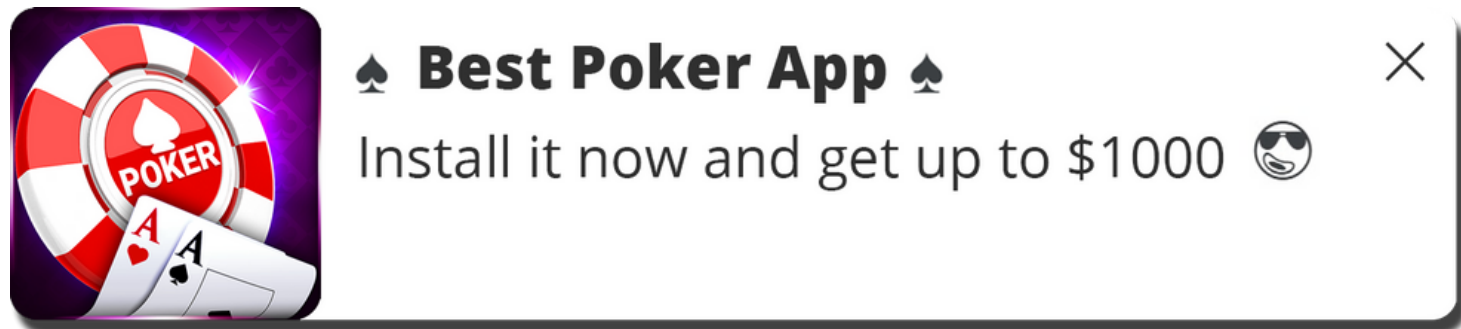 ♠ Best Poker App ♠
Install it now and get up to $1000 😎
POKER
A
A